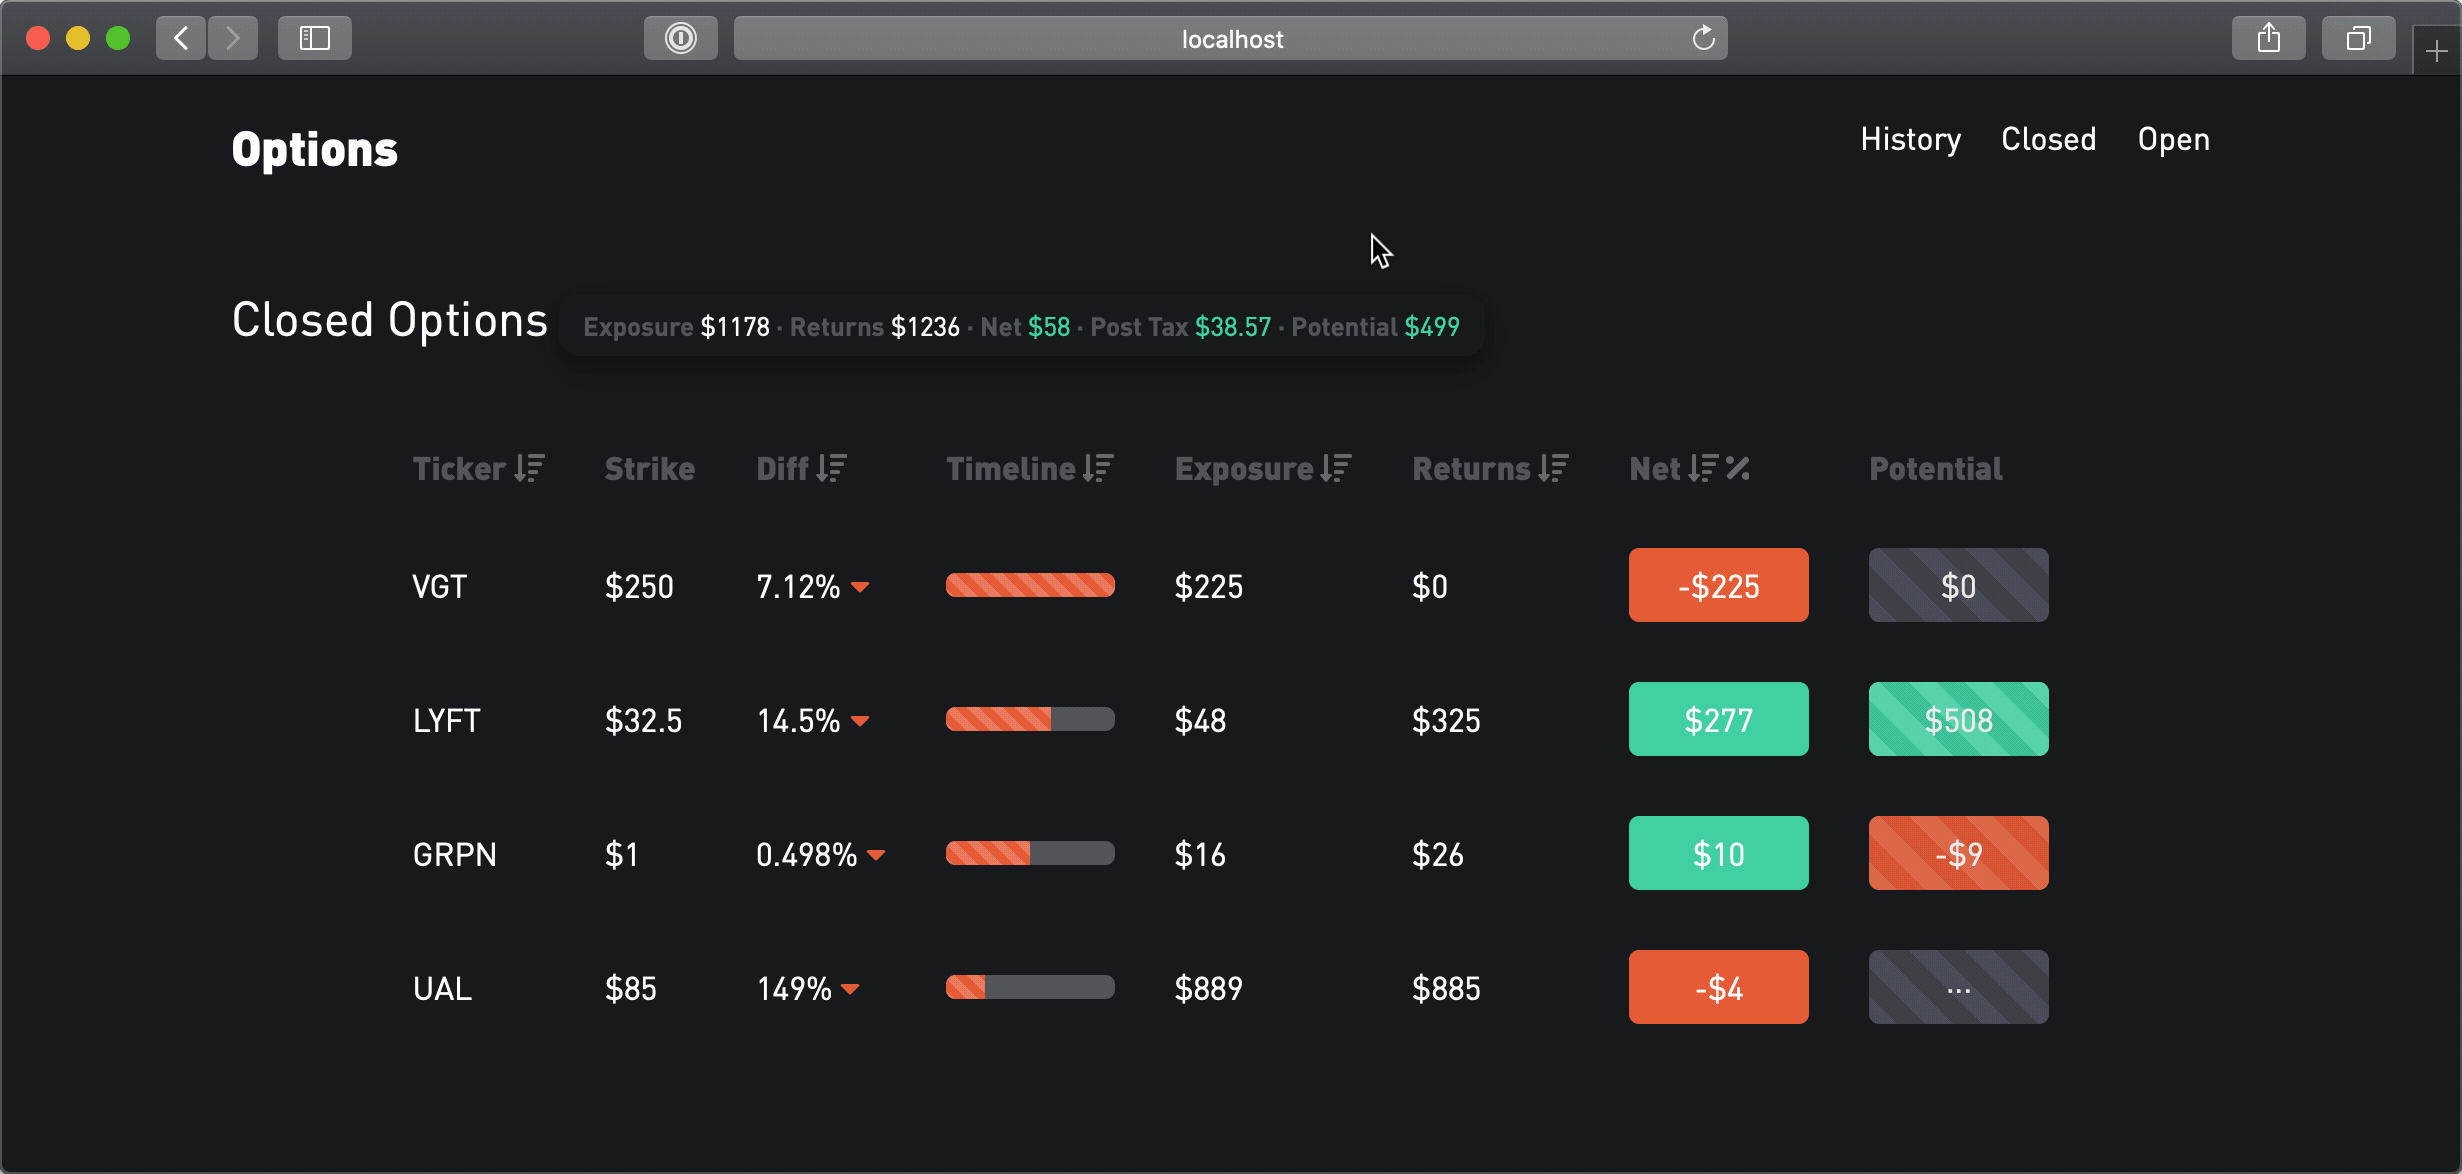 localhost
Options
History Closed Open
Closed Options Exposure $1178 · Returns $1236 · Net $58 · Post Tax $38.57 · Potential $499
Ticker Strike Diff Timeline Exposure Returns Net % Potential
VGT $250 7.12% $225 $0 -$225 $0
LYFT $32.5 14.5% $48 $325 $277 $508
GRPN $1 0.498% $16 $26 $10 -$9
UAL $85 149% $889 $885 -$4 ...